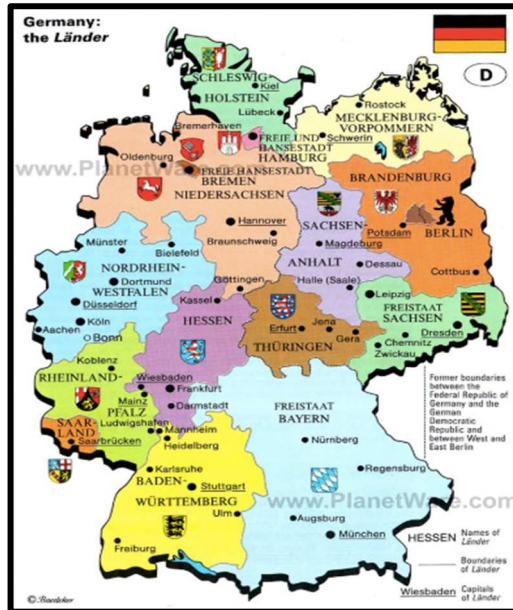 Germany:
the Länder
D
SCHLESWIG-
HOLSTEIN
Kiel
Lübeck
Rostock
MECKLENBURG-
VORPOMMERN
Schwerin
Bremerhaven
FREIE UND
HANSESTADT
HAMBURG
www.PlanetWare.com
Oldenburg
FREIE HANSESTADT
BREMEN
NIEDERSACHSEN
BRANDENBURG
Hannover
Braunschweig
SACHSEN-
Magdeburg
ANHALT
Potsdam
BERLIN
Münster
Bielefeld
Dessau
Cottbus
NORDRHEIN-
Dortmund
WESTFALEN
Düsseldorf
Göttingen
Halle (Saale)
Kassel
Leipzig
Köln
HESSEN
Erfurt
Jena
FREISTAAT
SACHSEN
Dresden
Aachen
Bonn
THÜRINGEN
Gera
Chemnitz
Zwickau
Koblenz
RHEINLAND-
Wiesbaden
Frankfurt
Mainz
Darmstadt
PFALZ
FREISTAAT
BAYERN
Former boundaries
between the
Federal Republic of
Germany and the
German
Democratic
Republic and
between West and
East Berlin
SAAR-
LAND
Ludwigshafen
Mannheim
Saarbrücken
Heidelberg
Nürnberg
Karlsruhe
BADEN-
Stuttgart
WÜRTTEMBERG
Regensburg
www.PlanetWare.com
Ulm
Augsburg
München
Freiburg
HESSEN Names of
Länder
Boundaries
of Länder
Wiesbaden Capitals
of Länder
© Baedeker